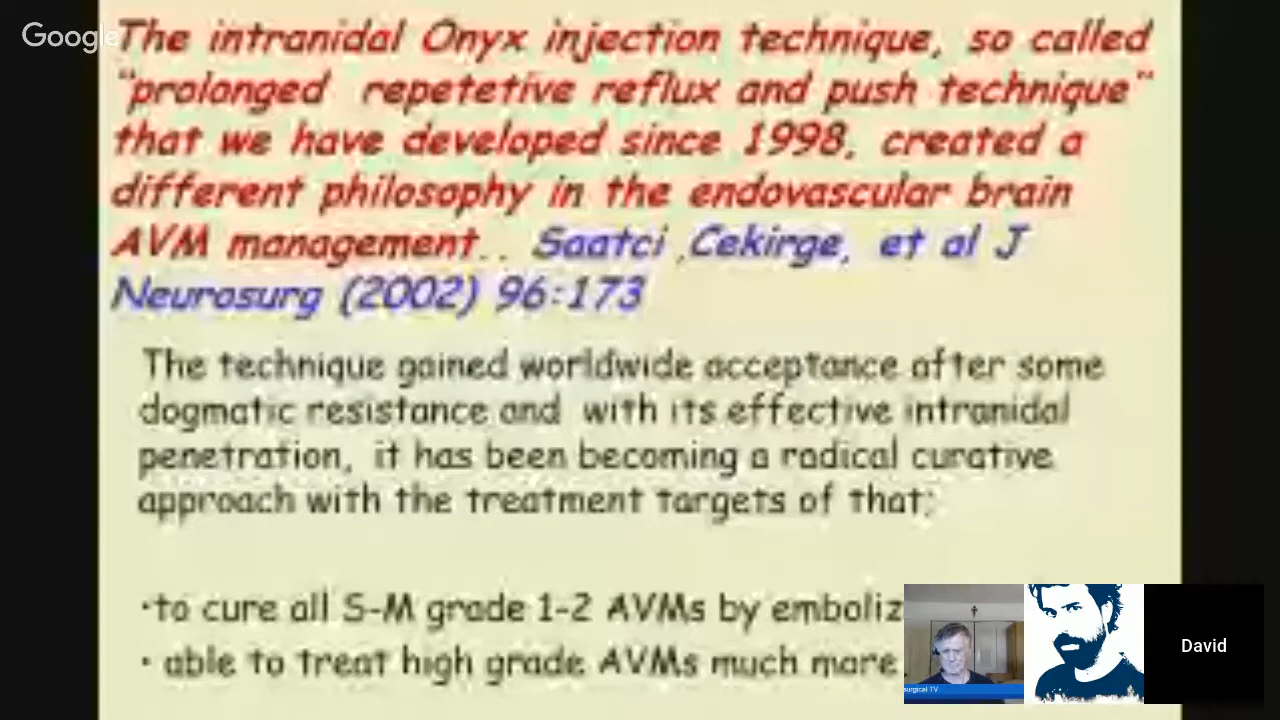 Google
The intranidal Onyx injection technique, so called
"prolonged repetetive reflux and push technique"
that we have developed since 1998, created a
different philosophy in the endovascular brain
AVM management.. Saatci ,Cekirge, et al J
Neurosurg (2002) 96:173
The technique gained worldwide acceptance after some
dogmatic resistance and with its effective intranidal
penetration, it has been becoming a radical curative
approach with the treatment targets of that;
•to cure all S-M grade 1-2 AVMs by emboliz
• able to treat high grade AVMs much more
surgical TV
David